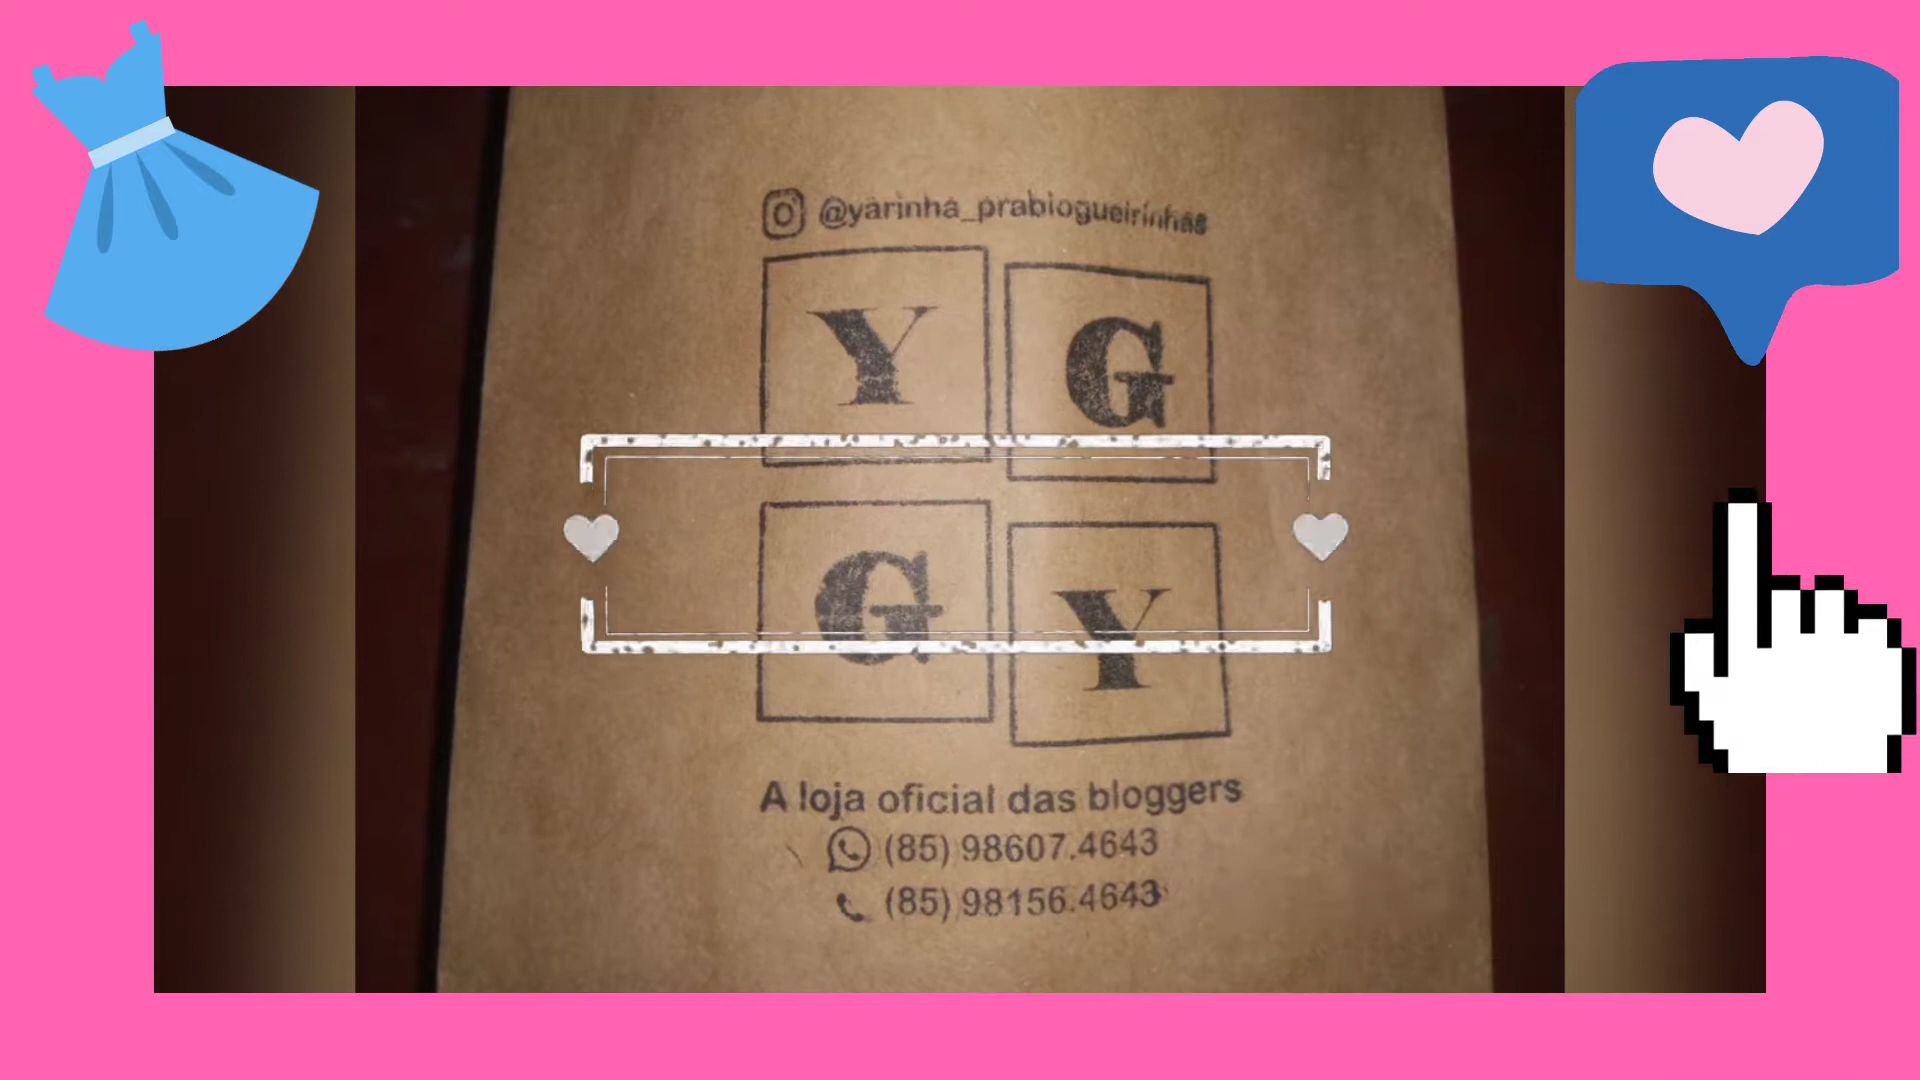 @yarinha_prablogueirinhas
Y G
G Y
A loja oficial das bloggers
(85) 98607.4643
(85) 98156.4643